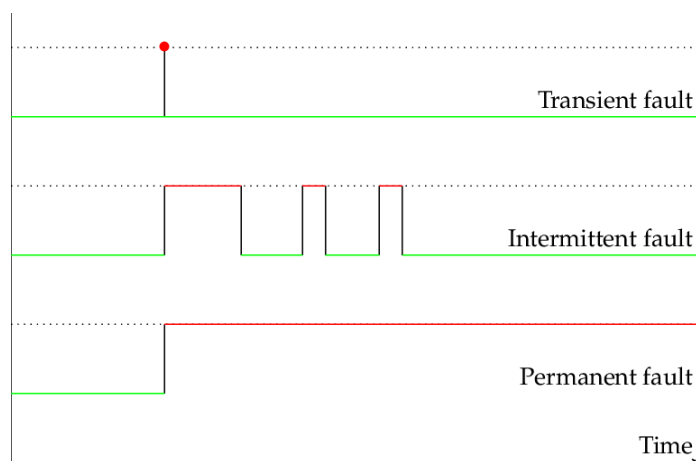 Transient fault
Intermittent fault
Permanent fault
Time